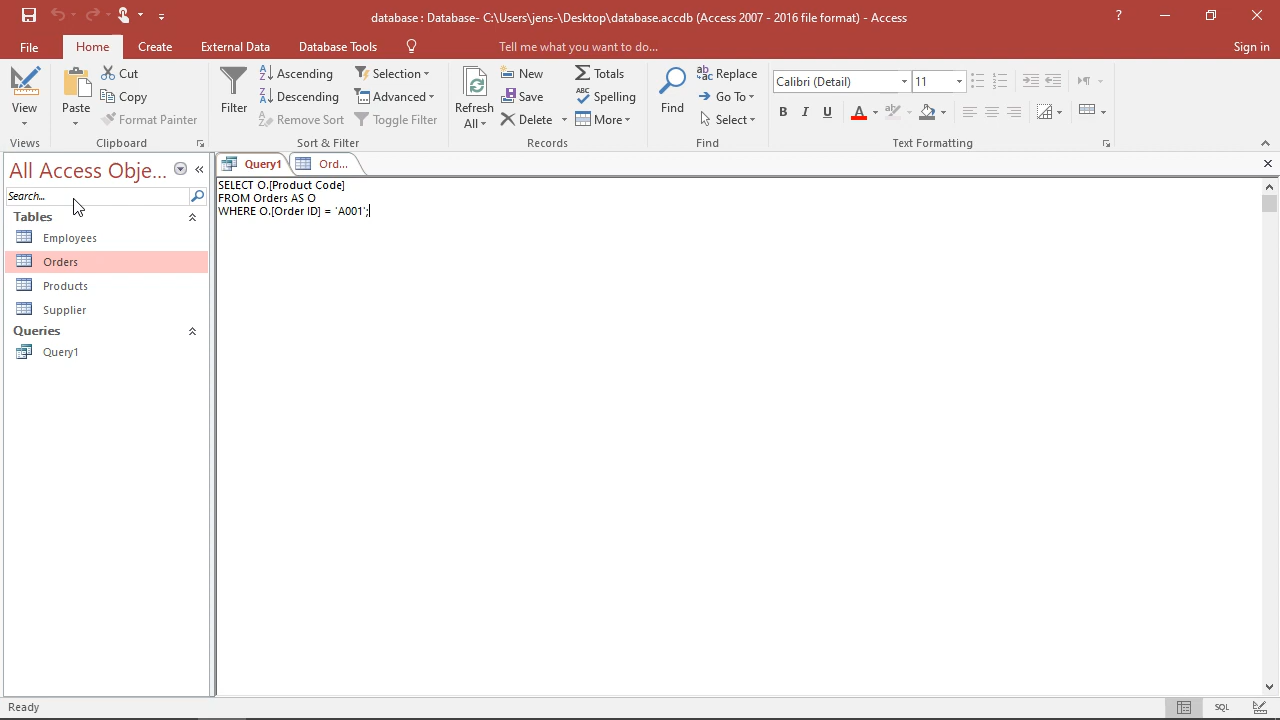 database : Database- C:\Users\jens-\Desktop\database.accdb (Access 2007 - 2016 file format) - Access
?
File
Home
Create
External Data
Database Tools
Tell me what you want to do...
Sign in
View
Views
Paste
Cut
Copy
Format Painter
Clipboard
Filter
Ascending
Descending
Remove Sort
Selection
Advanced
Toggle Filter
Sort & Filter
Refresh
All
New
Save
Delete
Totals
Spelling
More
Records
Find
Replace
Go To
Select
Find
Calibri (Detail)
11
B I U
Text Formatting
All Access Obje...
Search...
Tables
Employees
Orders
Products
Supplier
Queries
Query1
Query1
Ord...
SELECT O.[Product Code]
FROM Orders AS O
WHERE O.[Order ID] = 'A001';
Ready
SQL